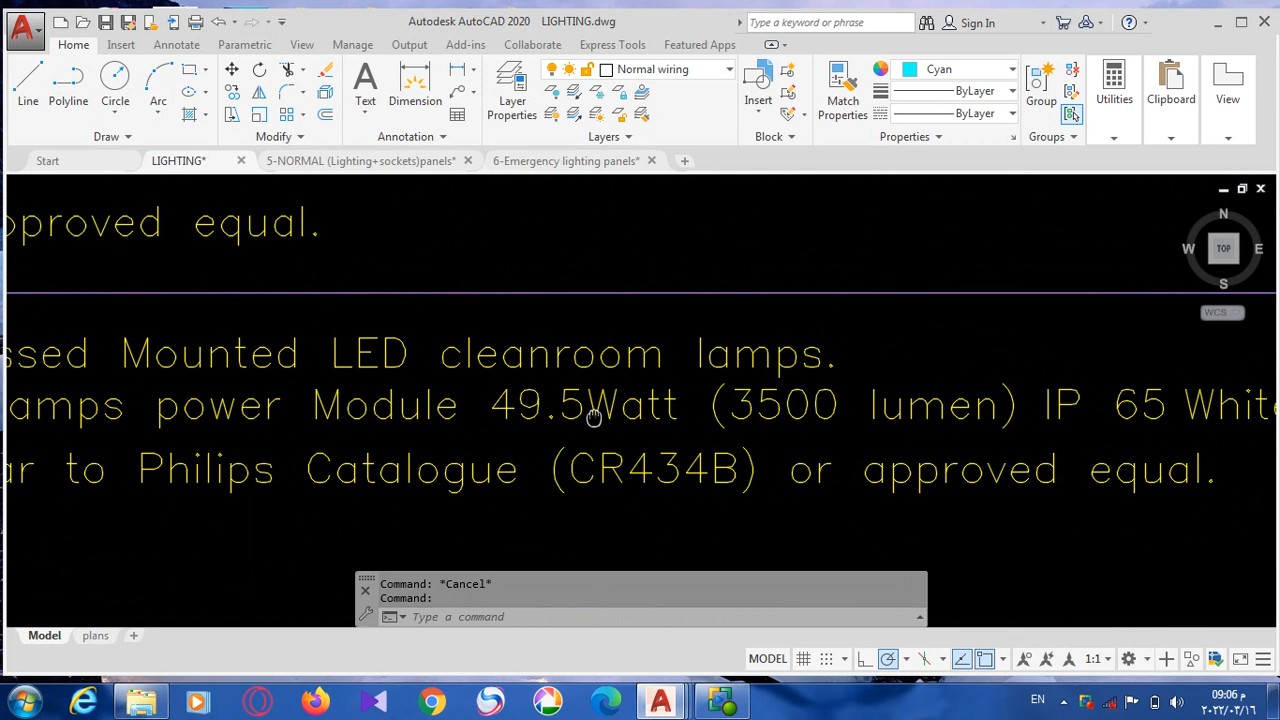 Autodesk AutoCAD 2020 LIGHTING.dwg
Type a keyword or phrase
Sign In
Home Insert Annotate Parametric View Manage Output Add-ins Collaborate Express Tools Featured Apps
Normal wiring
Cyan
ByLayer
ByLayer
Line Polyline Circle Arc
Text Dimension
Layer Properties
Insert
Match Properties
Group
Utilities
Clipboard
View
Draw Modify Annotation Layers Block Properties Groups
Start LIGHTING* 5-NORMAL (Lighting+sockets)panels* 6-Emergency lighting panels*
pproved equal.
N
W TOP E
S
WCS
ssed Mounted LED cleanroom lamps.
amps power Module 49.5Watt (3500 lumen) IP 65 White
ar to Philips Catalogue (CR434B) or approved equal.
Command: *Cancel*
Command:
Type a command
Model plans
MODEL 1:1
EN
09:06 م
٢٠٢٢/٠٢/١٦